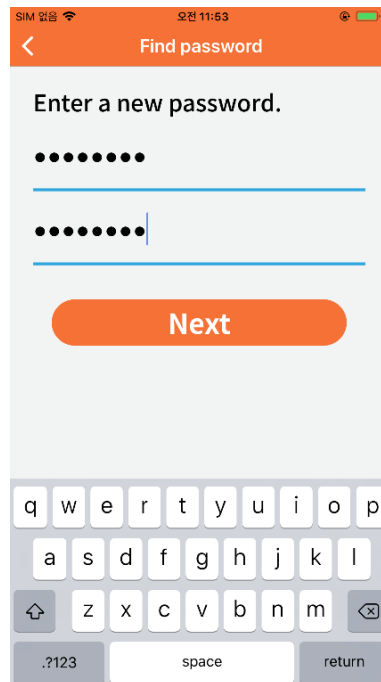 SIM 없음 오전 11:53
Find password
Enter a new password.
••••••••
••••••••
Next
q w e r t y u i o p
a s d f g h j k l
z x c v b n m
.?123 space return